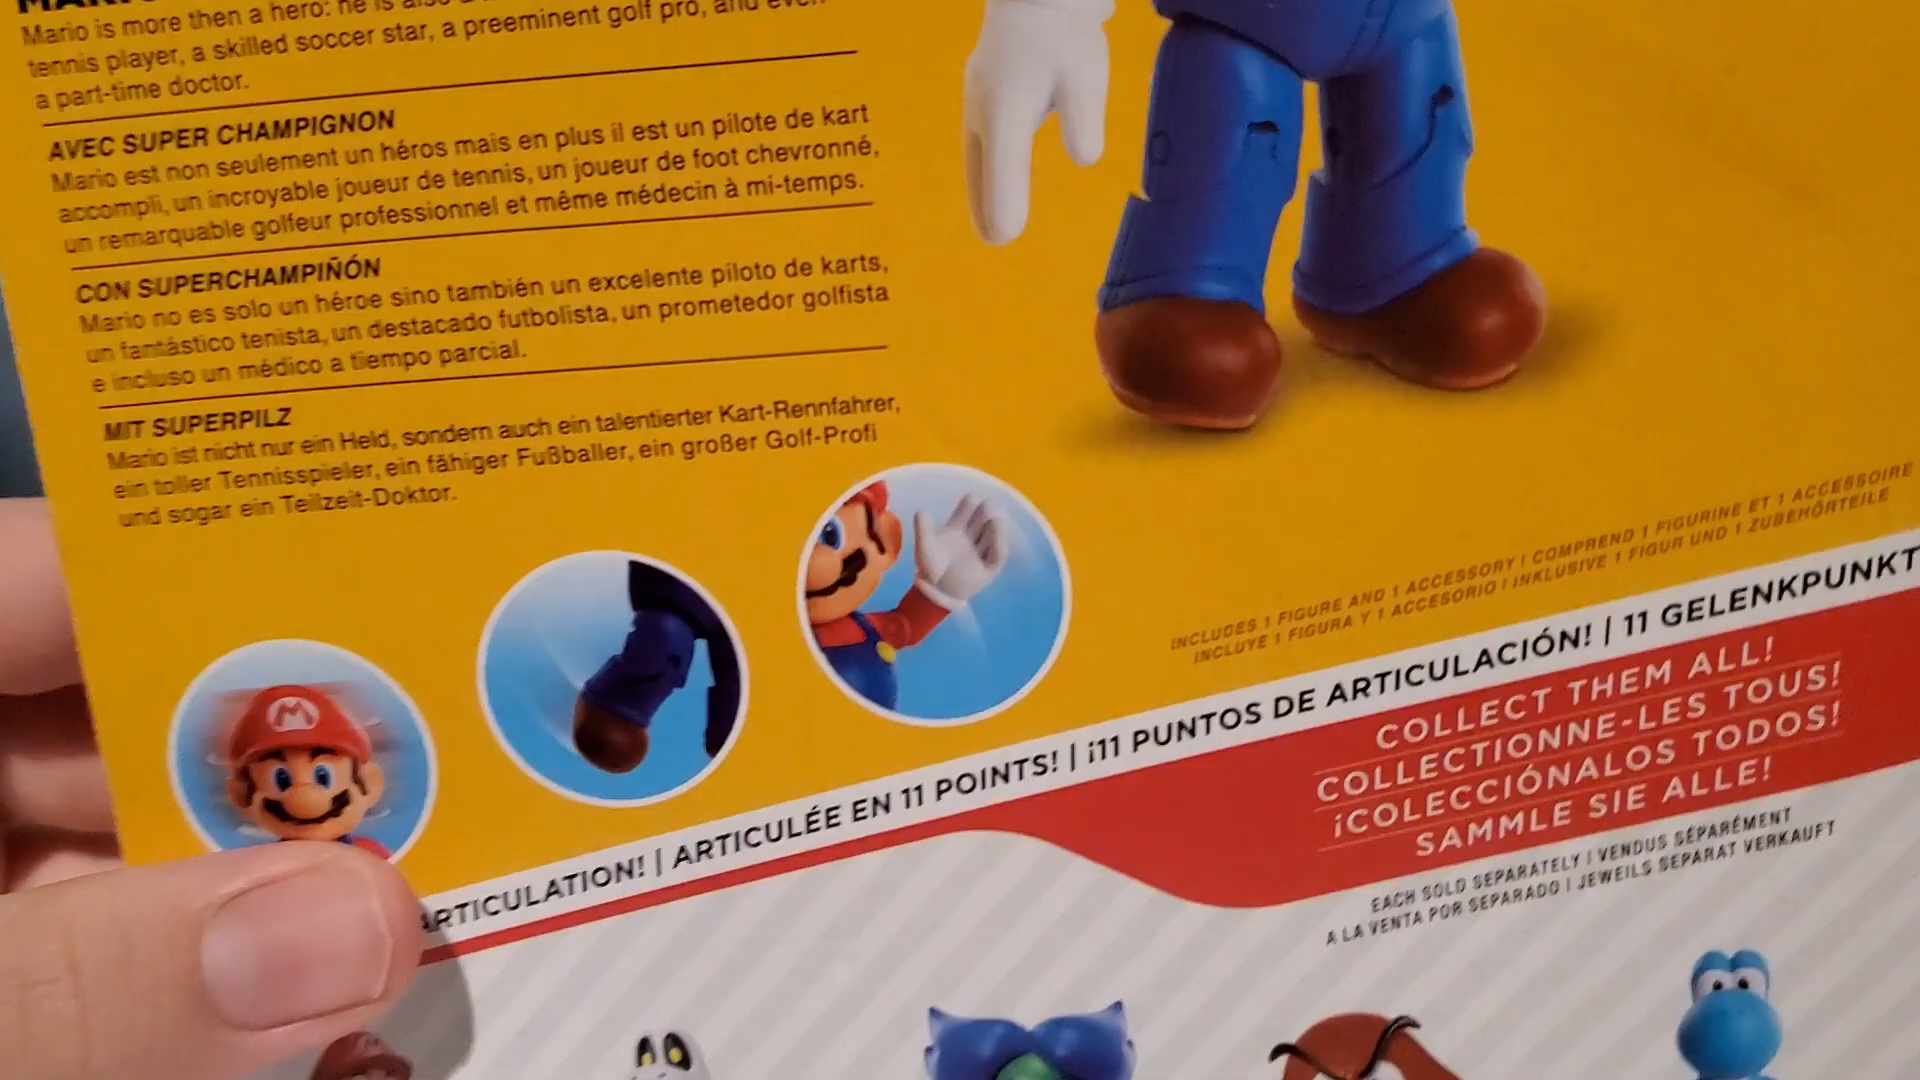 Mario is more then a hero: he is
tennis player, a skilled soccer star, a preeminent golf pro, and even
a part-time doctor.
AVEC SUPER CHAMPIGNON
Mario est non seulement un héros mais en plus il est un pilote de kart
accompli, un incroyable joueur de tennis, un joueur de foot chevronné,
un remarquable golfeur professionnel et même médecin à mi-temps.
CON SUPERCHAMPIÑÓN
Mario no es solo un héroe sino también un excelente piloto de karts,
un fantástico tenista, un destacado futbolista, un prometedor golfista
e incluso un médico a tiempo parcial.
MIT SUPERPILZ
Mario ist nicht nur ein Held, sondern auch ein talentierter Kart-Rennfahrer,
ein toller Tennisspieler, ein fähiger Fußballer, ein großer Golf-Profi
und sogar ein Teilzeit-Doktor.
INCLUDES 1 FIGURE AND 1 ACCESSORY | COMPREND 1 FIGURINE ET 1 ACCESSOIRE
INCLUYE 1 FIGURA Y 1 ACCESORIO | INKLUSIVE 1 FIGUR UND 1 ZUBEHÖRTEILE
ARTICULATION! | ARTICULÉE EN 11 POINTS! | ¡11 PUNTOS DE ARTICULACIÓN! | 11 GELENKPUNKT
COLLECT THEM ALL!
COLLECTIONNE-LES TOUS!
¡COLECCIÓNALOS TODOS!
SAMMLE SIE ALLE!
EACH SOLD SEPARATELY | VENDUS SÉPARÉMENT
A LA VENTA POR SEPARADO | JEWEILS SEPARAT VERKAUFT